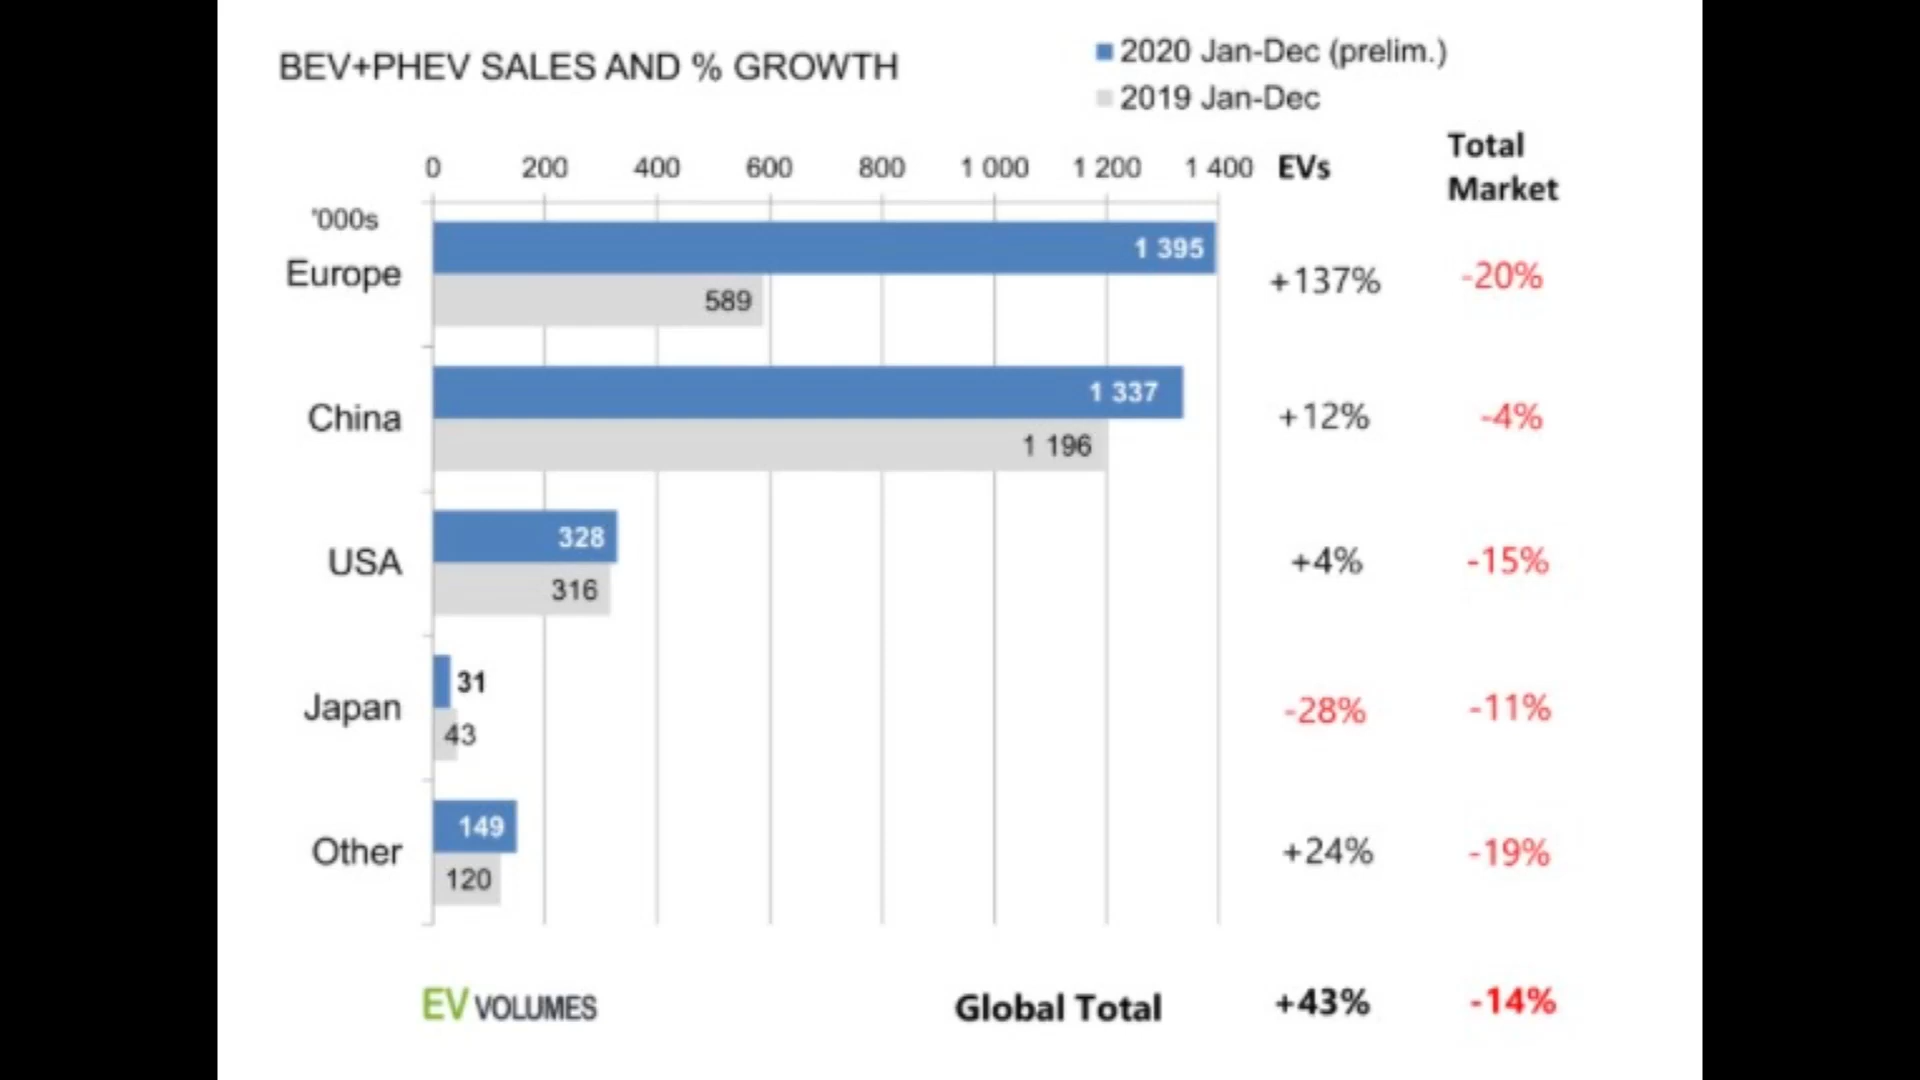 BEV+PHEV SALES AND % GROWTH
2020 Jan-Dec (prelim.)
2019 Jan-Dec
0 200 400 600 800 1 000 1 200 1 400 EVs Total Market
'000s
Europe 1 395 589 +137% -20%
China 1 337 1 196 +12% -4%
USA 328 316 +4% -15%
Japan 31 43 -28% -11%
Other 149 120 +24% -19%
EV VOLUMES Global Total +43% -14%